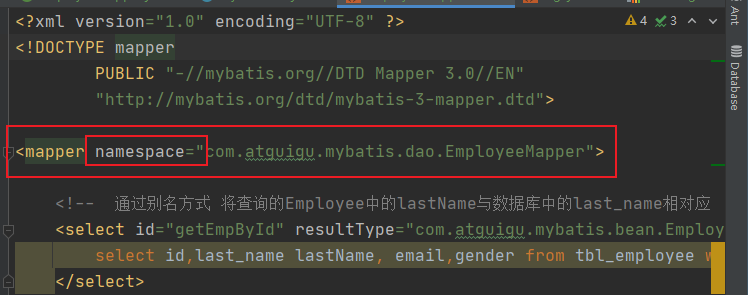 <?xml version="1.0" encoding="UTF-8" ?>
<!DOCTYPE mapper
PUBLIC "-//mybatis.org//DTD Mapper 3.0//EN"
"http://mybatis.org/dtd/mybatis-3-mapper.dtd">
<mapper namespace="com.atguigu.mybatis.dao.EmployeeMapper">
<!-- 通过别名方式 将查询的Employee中的lastName与数据库中的last_name相对应
<select id="getEmpById" resultType="com.atguigu.mybatis.bean.Employ
select id,last_name lastName, email,gender from tbl_employee w
</select>
4 3
Ant
Database